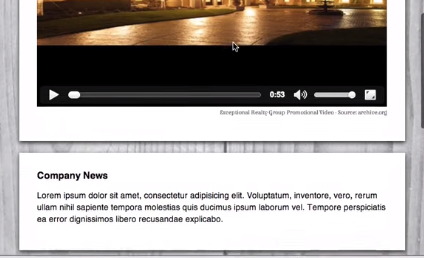 0:53
Exceptional Realty Group Promotional Video - Source: archive.org
Company News
Lorem ipsum dolor sit amet, consectetur adipisicing elit. Voluptatum, inventore, vero, rerum
ullam nihil sapiente tempora molestias quis ducimus ipsum laborum vel. Tempore perspiciatis
ea error dignissimos libero recusandae explicabo.